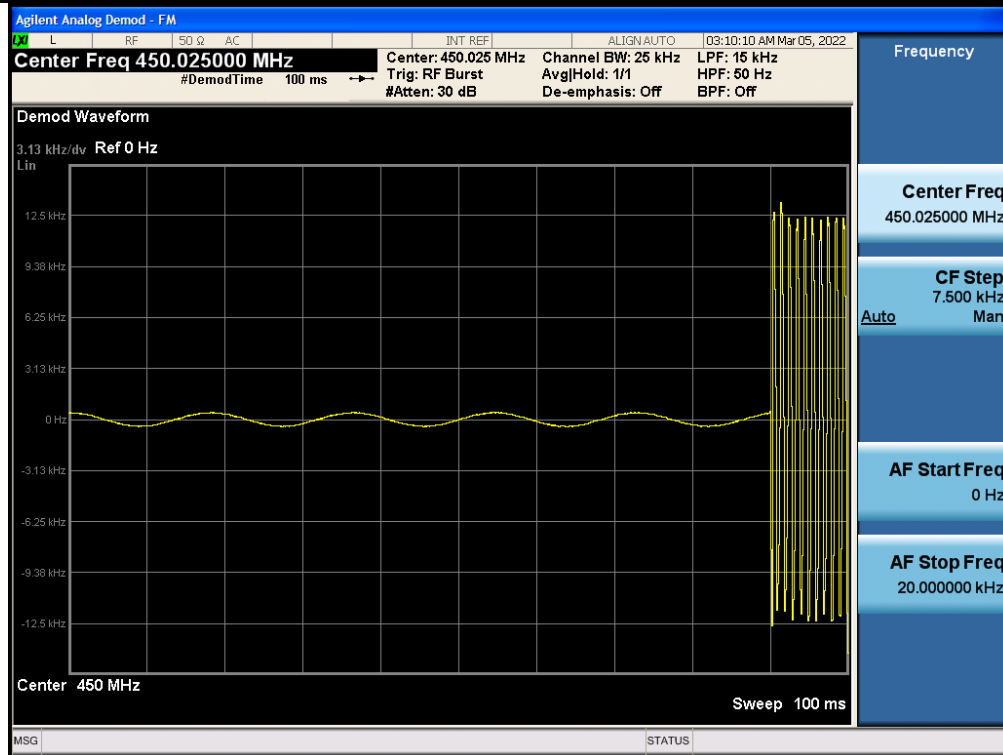 Agilent Analog Demod - FM
LXI L RF 50 Ω AC INT REF ALIGN AUTO 03:10:10 AM Mar 05, 2022
Center Freq 450.025000 MHz
#DemodTime 100 ms
Center: 450.025 MHz
Trig: RF Burst
#Atten: 30 dB
Channel BW: 25 kHz
Avg|Hold: 1/1
De-emphasis: Off
LPF: 15 kHz
HPF: 50 Hz
BPF: Off
Demod Waveform
3.13 kHz/dv Ref 0 Hz
Lin
12.5 kHz
9.38 kHz
6.25 kHz
3.13 kHz
0 Hz
-3.13 kHz
-6.25 kHz
-9.38 kHz
-12.5 kHz
Center 450 MHz
Sweep 100 ms
MSG STATUS
Frequency
Center Freq
450.025000 MHz
CF Step
7.500 kHz
Auto Man
AF Start Freq
0 Hz
AF Stop Freq
20.000000 kHz